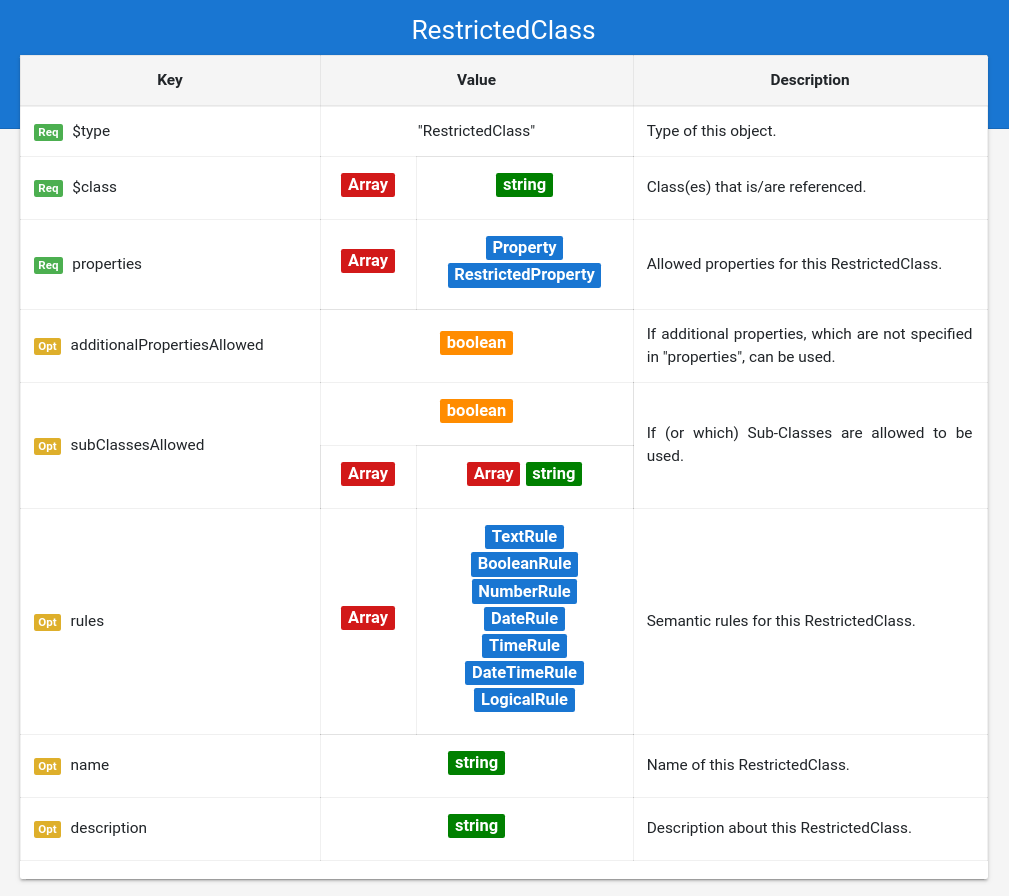 RestrictedClass
Key Value Description
Req $type "RestrictedClass" Type of this object.
Req $class Array string Class(es) that is/are referenced.
Req properties Array Property
RestrictedProperty
Allowed properties for this RestrictedClass.
Opt additionalPropertiesAllowed boolean If additional properties, which are not specified
in "properties", can be used.
Opt subClassesAllowed boolean
Array Array string
If (or which) Sub-Classes are allowed to be
used.
Opt rules Array TextRule
BooleanRule
NumberRule
DateRule
TimeRule
DateTimeRule
LogicalRule
Semantic rules for this RestrictedClass.
Opt name string Name of this RestrictedClass.
Opt description string Description about this RestrictedClass.